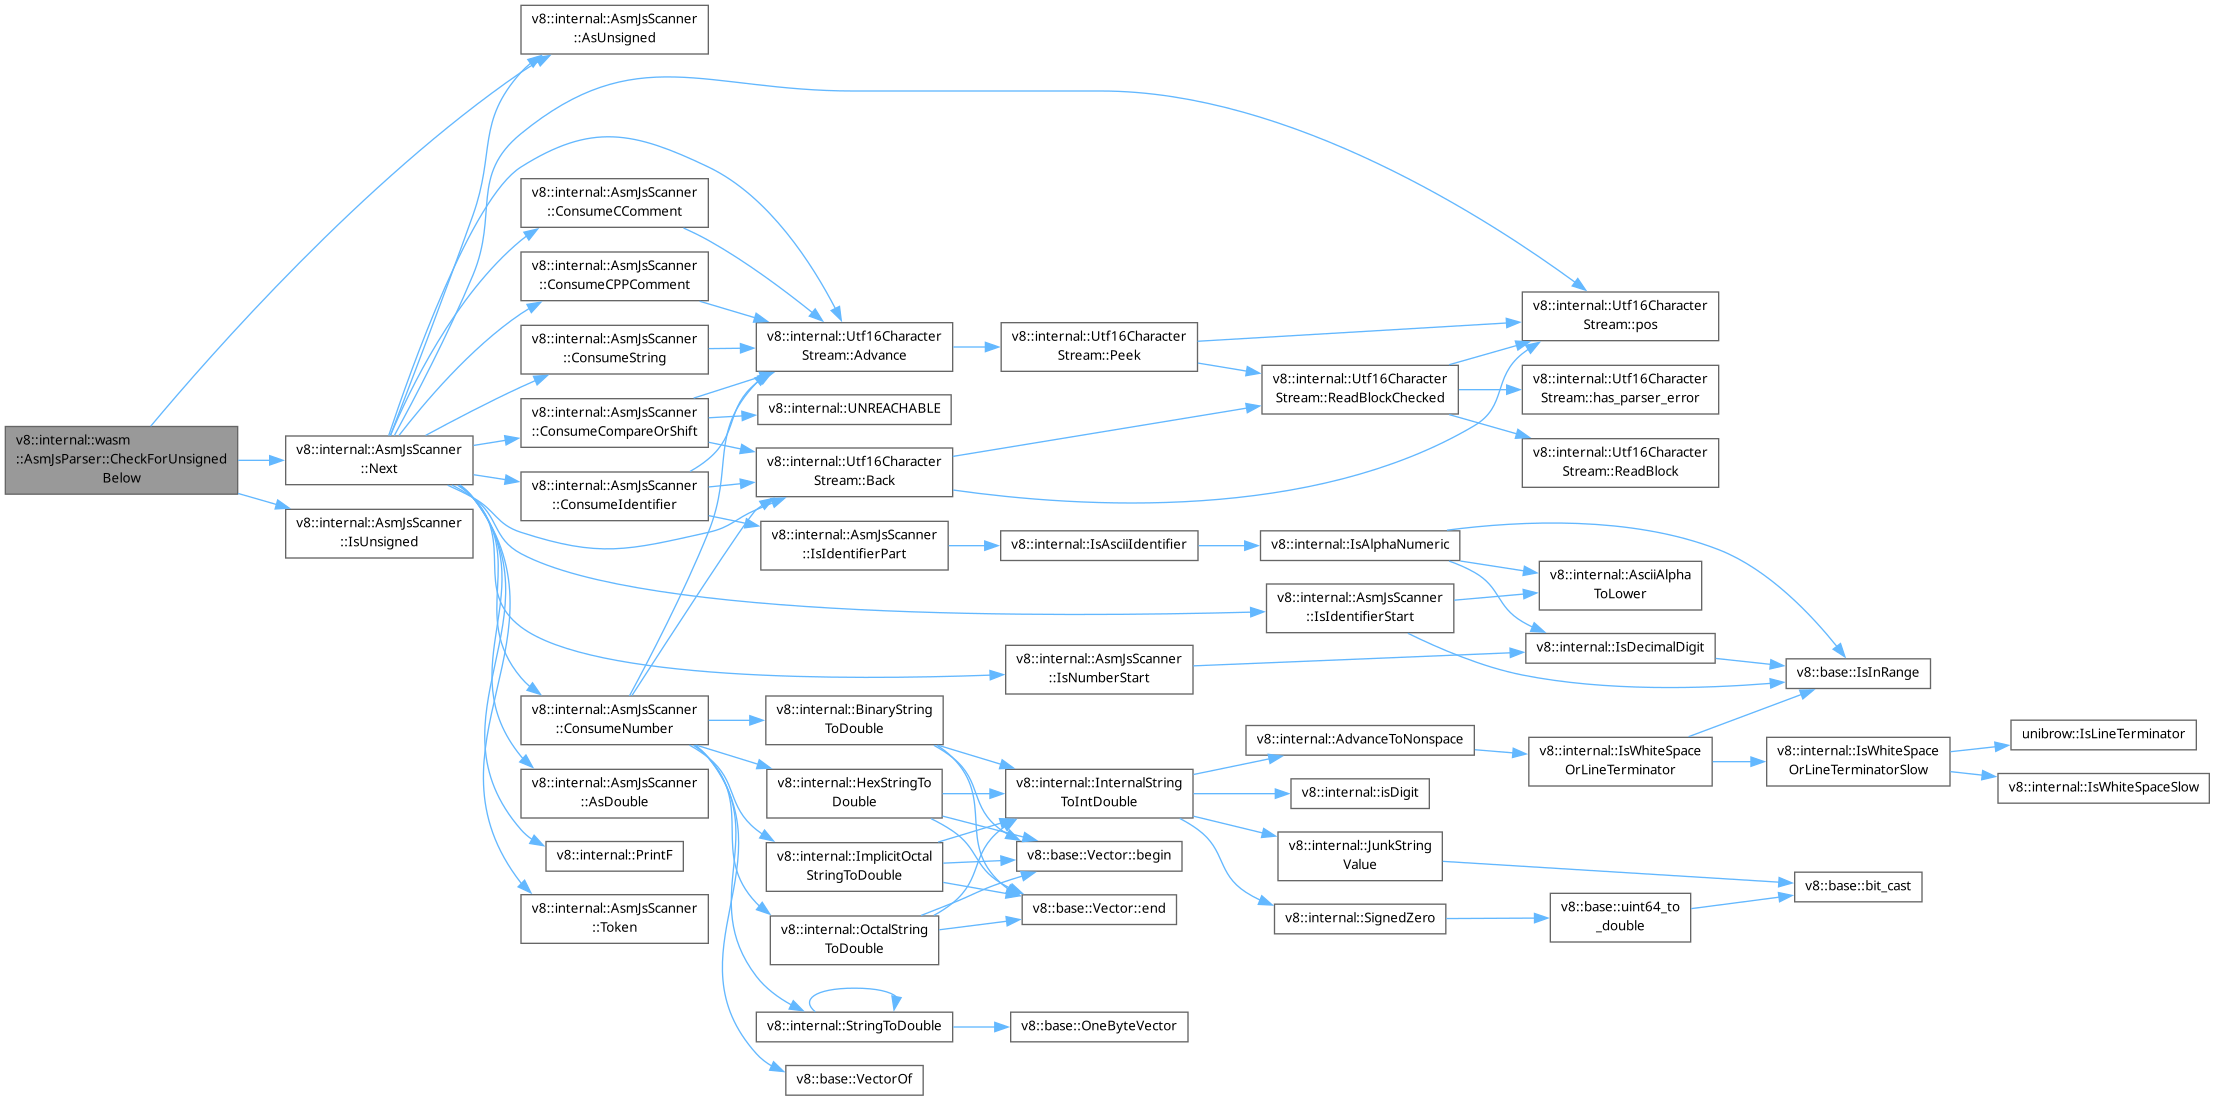 v8::internal::wasm
::AsmJsParser::CheckForUnsigned
Below
v8::internal::AsmJsScanner
::Next
v8::internal::AsmJsScanner
::IsUnsigned
v8::internal::AsmJsScanner
::AsUnsigned
v8::internal::AsmJsScanner
::ConsumeCComment
v8::internal::AsmJsScanner
::ConsumeCPPComment
v8::internal::AsmJsScanner
::ConsumeString
v8::internal::AsmJsScanner
::ConsumeCompareOrShift
v8::internal::AsmJsScanner
::ConsumeIdentifier
v8::internal::AsmJsScanner
::ConsumeNumber
v8::internal::AsmJsScanner
::AsDouble
v8::internal::PrintF
v8::internal::AsmJsScanner
::Token
v8::internal::Utf16Character
Stream::Advance
v8::internal::UNREACHABLE
v8::internal::Utf16Character
Stream::Back
v8::internal::AsmJsScanner
::IsIdentifierPart
v8::internal::BinaryString
ToDouble
v8::internal::HexStringTo
Double
v8::internal::ImplicitOctal
StringToDouble
v8::internal::OctalString
ToDouble
v8::internal::StringToDouble
v8::base::VectorOf
v8::internal::Utf16Character
Stream::Peek
v8::internal::IsAsciiIdentifier
v8::internal::AsmJsScanner
::IsNumberStart
v8::internal::InternalString
ToIntDouble
v8::base::Vector::begin
v8::base::Vector::end
v8::base::OneByteVector
v8::internal::Utf16Character
Stream::ReadBlockChecked
v8::internal::IsAlphaNumeric
v8::internal::AsmJsScanner
::IsIdentifierStart
v8::internal::AdvanceToNonspace
v8::internal::isDigit
v8::internal::JunkString
Value
v8::internal::SignedZero
v8::internal::Utf16Character
Stream::pos
v8::internal::Utf16Character
Stream::has_parser_error
v8::internal::Utf16Character
Stream::ReadBlock
v8::internal::AsciiAlpha
ToLower
v8::internal::IsDecimalDigit
v8::internal::IsWhiteSpace
OrLineTerminator
v8::base::uint64_to
_double
v8::base::IsInRange
v8::internal::IsWhiteSpace
OrLineTerminatorSlow
v8::base::bit_cast
unibrow::IsLineTerminator
v8::internal::IsWhiteSpaceSlow